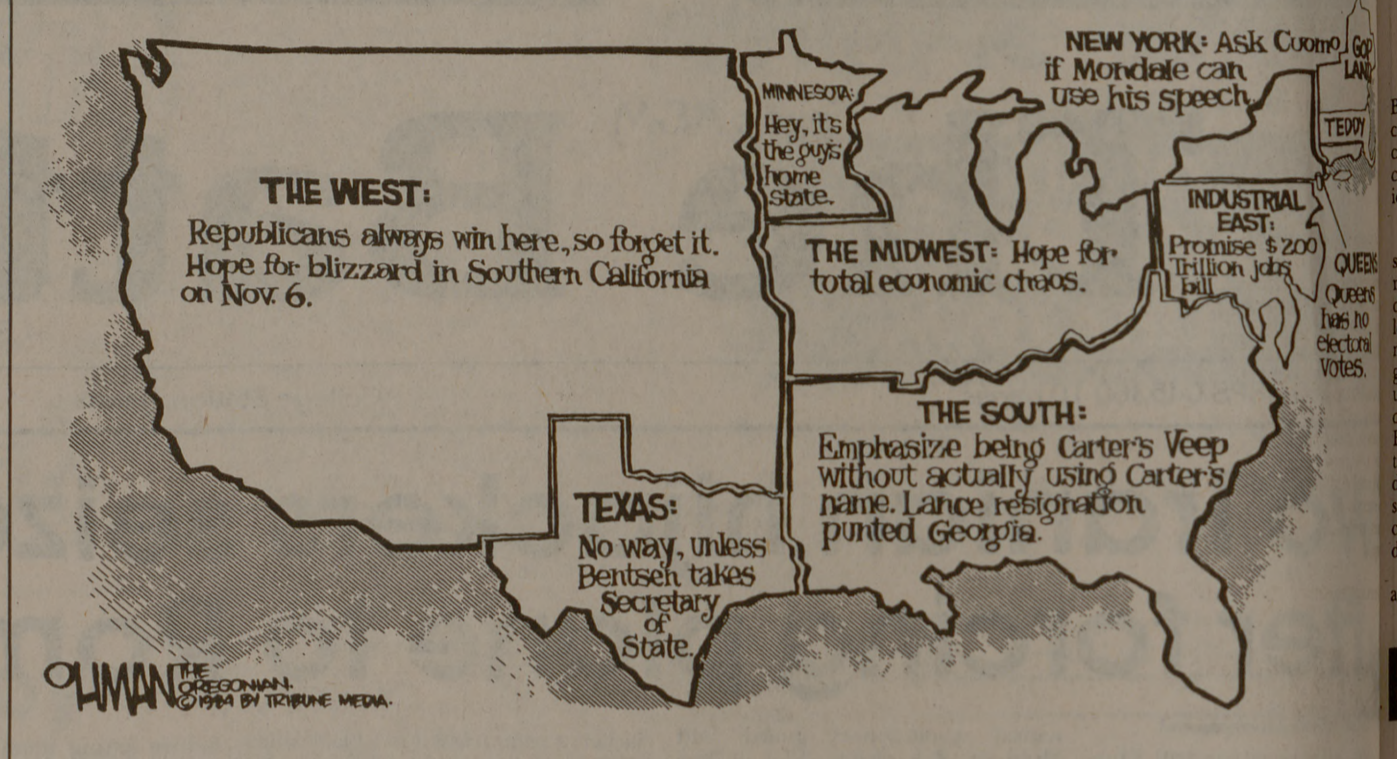 THE WEST:
Republicans always win here, so forget it.
Hope for blizzard in Southern California
on Nov. 6.
MINNESOTA:
Hey, it's
the guy's
home
state.
NEW YORK: Ask Cuomo
if Mondale can
use his speech.
GOP
LAND
TEDDY
THE MIDWEST: Hope for
total economic chaos.
INDUSTRIAL
EAST:
Promise $200
Trillion jobs
bill
QUEENS
Queens
has no
electoral
votes.
TEXAS:
No way, unless
Bentsen takes
Secretary
of
State.
THE SOUTH:
Emphasize being Carter's Veep
without actually using Carter's
name. Lance resignation
punted Georgia.
OHMAN THE
OREGONIAN.
©1984 BY TRIBUNE MEDIA.